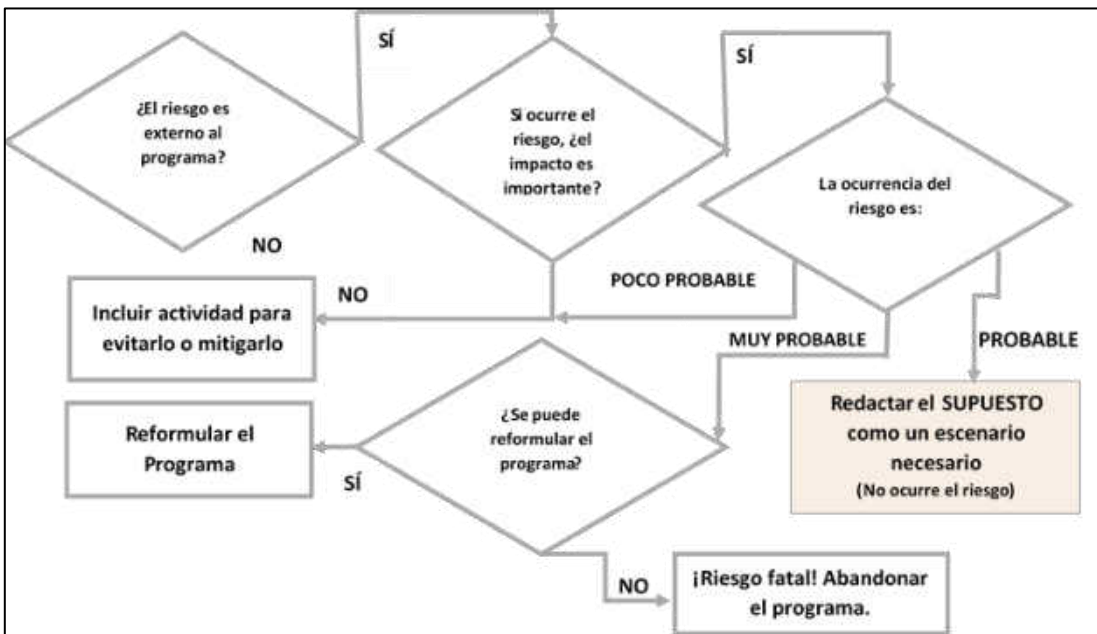 ¿El riesgo es
externo al
programa?
SÍ
Si ocurre el
riesgo, ¿el
impacto es
importante?
SÍ
La ocurrencia del
riesgo es:
NO
Incluir actividad para
evitarlo o mitigarlo
NO
POCO PROBABLE
MUY PROBABLE
PROBABLE
Reformular el
Programa
SÍ
¿Se puede
reformular el
programa?
Redactar el SUPUESTO
como un escenario
necesario
(No ocurre el riesgo)
NO
¡Riesgo fatal! Abandonar
el programa.